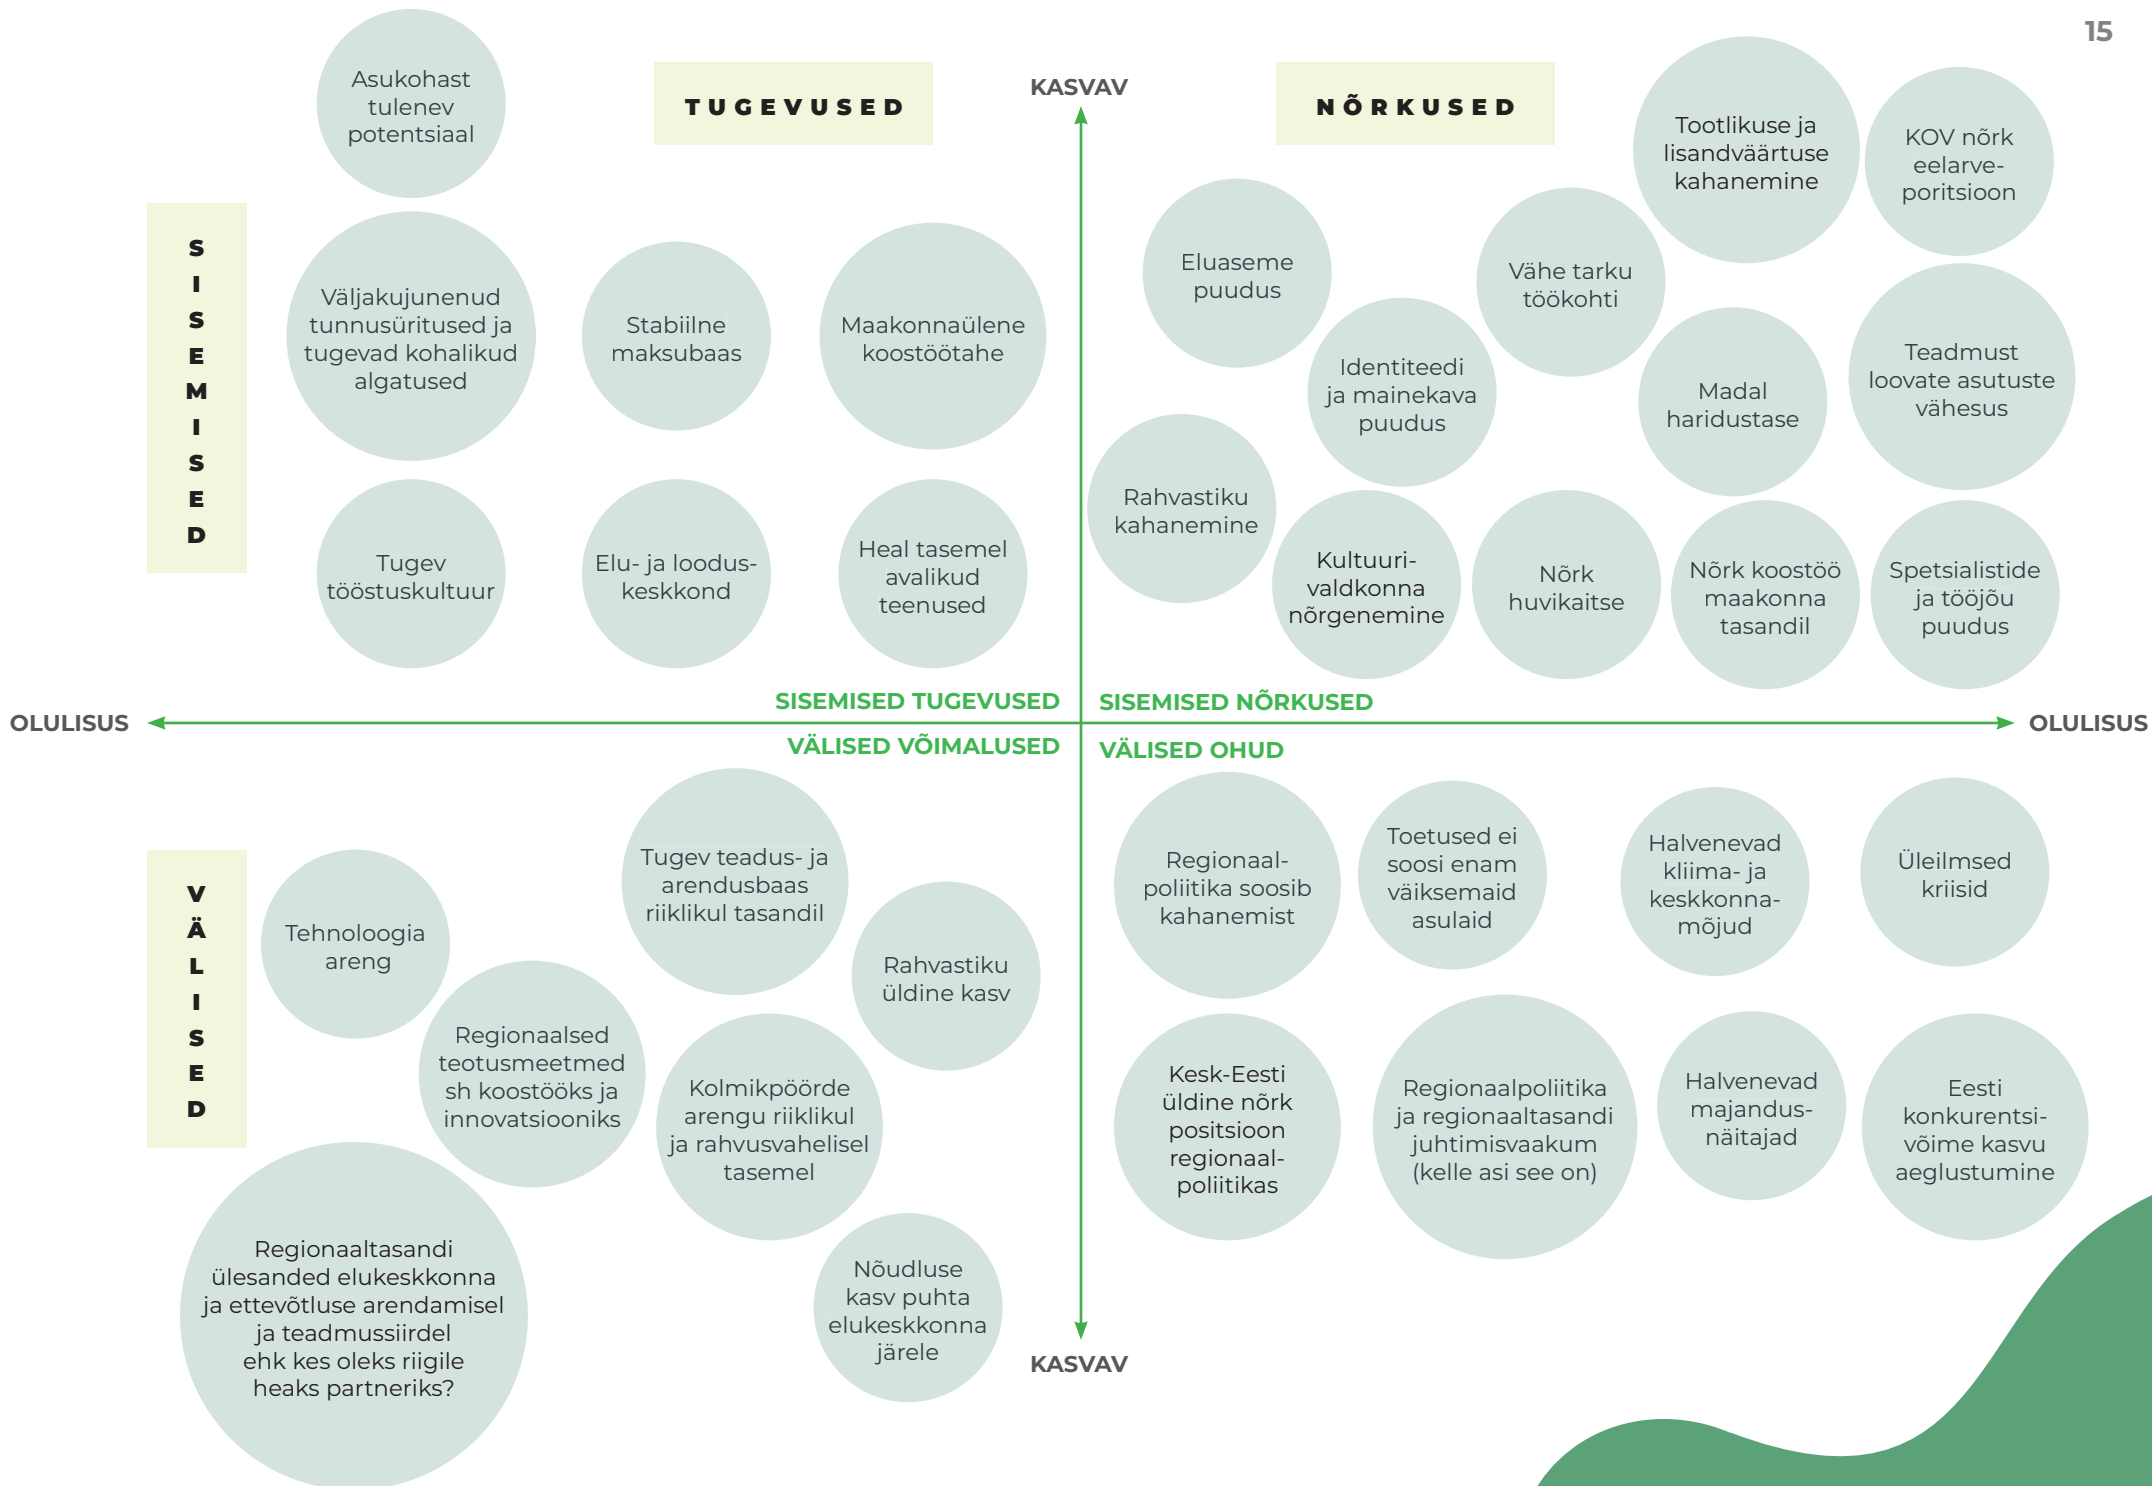 15
TUGEVUSED
KASVAV
NÕRKUSED
SISEMISED
Asukohast
tulenev
potentsiaal
Väljakujunenud
tunnusüritused ja
tugevad kohalikud
algatused
Stabiilne
maksubaas
Maakonnaülene
koostöötahe
Tugev
tööstuskultuur
Elu- ja loodus-
keskkond
Heal tasemel
avalikud
teenused
Tootlikuse ja
lisandväärtuse
kahanemine
KOV nõrk
eelarve-
poritsioon
Eluaseme
puudus
Vähe tarku
töökohti
Identiteedi
ja mainekava
puudus
Madal
haridustase
Teadmust
loovate asutuste
vähesus
Rahvastiku
kahanemine
Kultuuri-
valdkonna
nõrgenemine
Nõrk
huvikaitse
Nõrk koostöö
maakonna
tasandil
Spetsialistide
ja tööjõu
puudus
SISEMISED TUGEVUSED
SISEMISED NÕRKUSED
OLULISUS
OLULISUS
VÄLISED VÕIMALUSED
VÄLISED OHUD
VÄLISED
Tehnoloogia
areng
Tugev teadus- ja
arendusbaas
riiklikul tasandil
Rahvastiku
üldine kasv
Regionaalsed
teotusmeetmed
sh koostööks ja
innovatsiooniks
Kolmikpöörde
arengu riiklikul
ja rahvusvahelisel
tasemel
Regionaaltasandi
ülesanded elukeskkonna
ja ettevõtluse arendamisel
ja teadmussiirdel
ehk kes oleks riigile
heaks partneriks?
Nõudluse
kasv puhta
elukeskkonna
järele
Regionaal-
poliitika soosib
kahanemist
Toetused ei
soosi enam
väiksemaid
asulaid
Halvenevad
kliima- ja
keskkonna-
mõjud
Üleilmsed
kriisid
Kesk-Eesti
üldine nõrk
positsioon
regionaal-
poliitikas
Regionaalpoliitika
ja regionaaltasandi
juhtimisvaakum
(kelle asi see on)
Halvenevad
majandus-
näitajad
Eesti
konkurentsi-
võime kasvu
aeglustumine
KASVAV